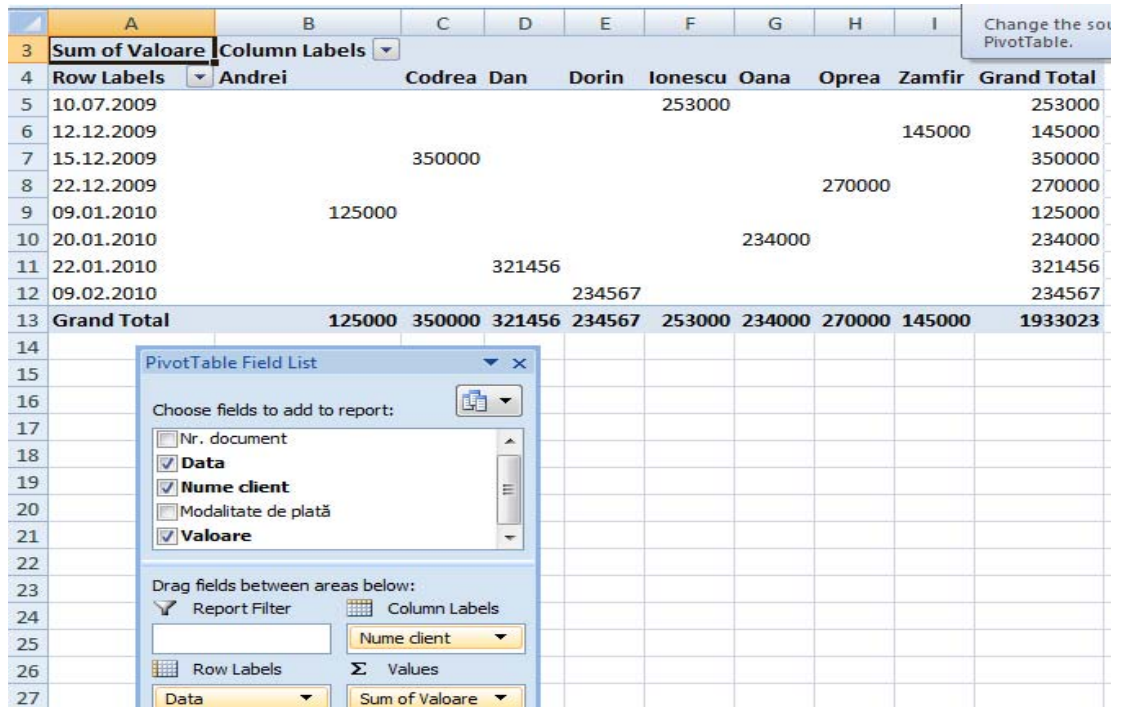 A B C D E F G H I
Change the sou
PivotTable.
3 Sum of Valoare Column Labels
4 Row Labels Andrei Codrea Dan Dorin Ionescu Oana Oprea Zamfir Grand Total
5 10.07.2009 253000 253000
6 12.12.2009 145000 145000
7 15.12.2009 350000 350000
8 22.12.2009 270000 270000
9 09.01.2010 125000 125000
10 20.01.2010 234000 234000
11 22.01.2010 321456 321456
12 09.02.2010 234567 234567
13 Grand Total 125000 350000 321456 234567 253000 234000 270000 145000 1933023
14
PivotTable Field List
15
16
Choose fields to add to report:
17
Nr. document
18
Data
19
Nume client
20
Modalitate de plată
21
Valoare
22
23
Drag fields between areas below:
Report Filter Column Labels
24
25
Nume client
26
Row Labels Σ Values
27
Data Sum of Valoare